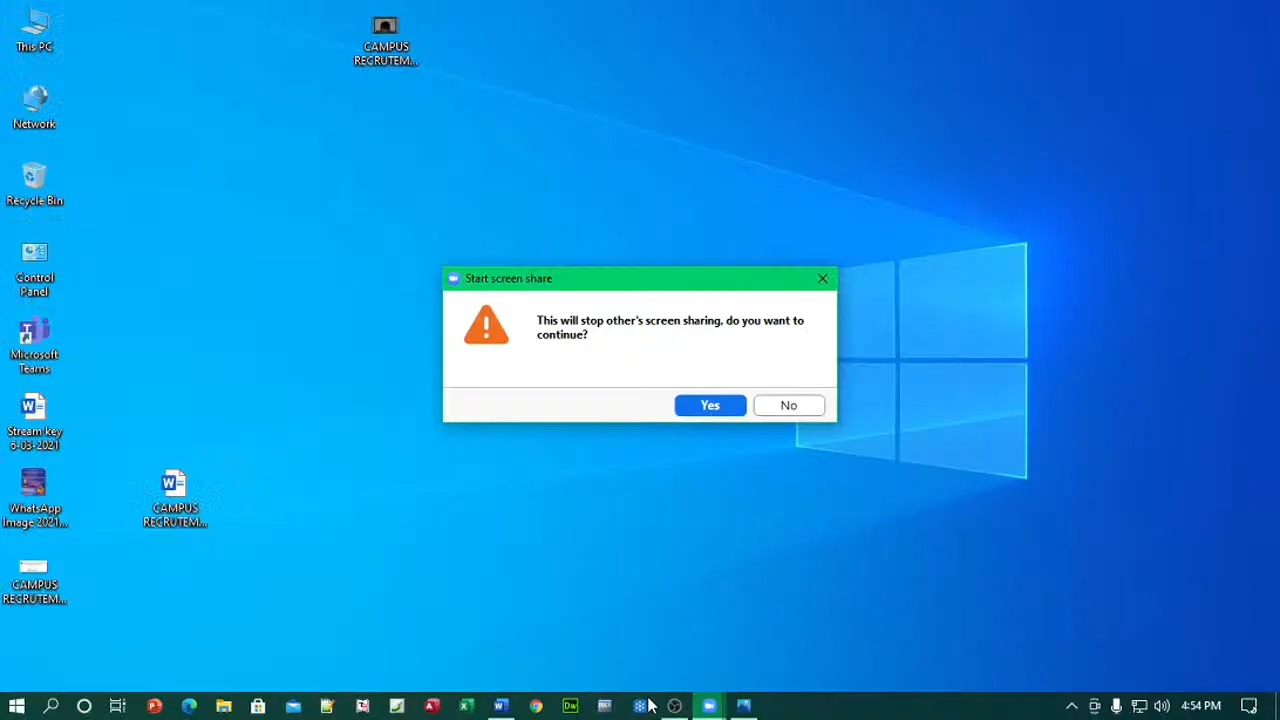 This PC
CAMPUS
RECRUTEM...
Network
Recycle Bin
Control
Panel
Start screen share
This will stop other's screen sharing, do you want to
continue?
Yes
No
Microsoft
Teams
Stream key
6-03-2021
WhatsApp
Image 2021...
CAMPUS
RECRUTEM...
CAMPUS
RECRUTEM...
4:54 PM